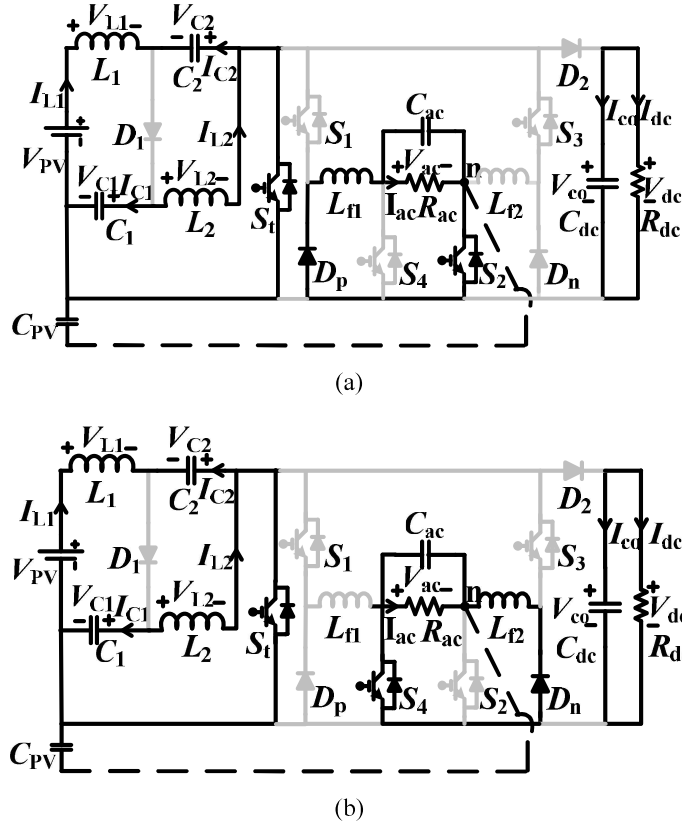 + VL1 − − VC2 +
L1 C2 IC2 D2
IL1 D1 IL2 S1 Cac S3 Ico Idc
VPV + − + Vac − n
− VC1 + IC1 + VL2 − Vco + − Vdc + −
C1 L2 St Lf1 Iac Rac Lf2 Cdc Rdc
Dp S4 S2 Dn
CPV
(a)
+ VL1 − − VC2 +
L1 C2 IC2 D2
IL1 D1 IL2 S1 Cac S3 Ico Idc
VPV + − + Vac − n
− VC1 + IC1 + VL2 − Vco + − Vd + −
C1 L2 St Lf1 Iac Rac Lf2 Cdc Rd
Dp S4 S2 Dn
CPV
(b)